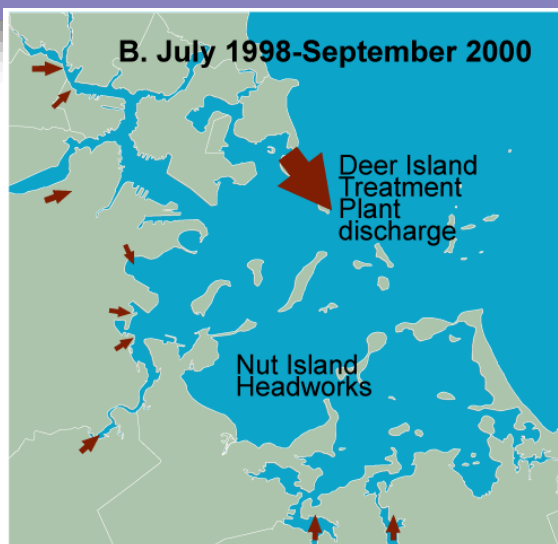 B. July 1998-September 2000
Deer Island
Treatment
Plant
discharge
Nut Island
Headworks